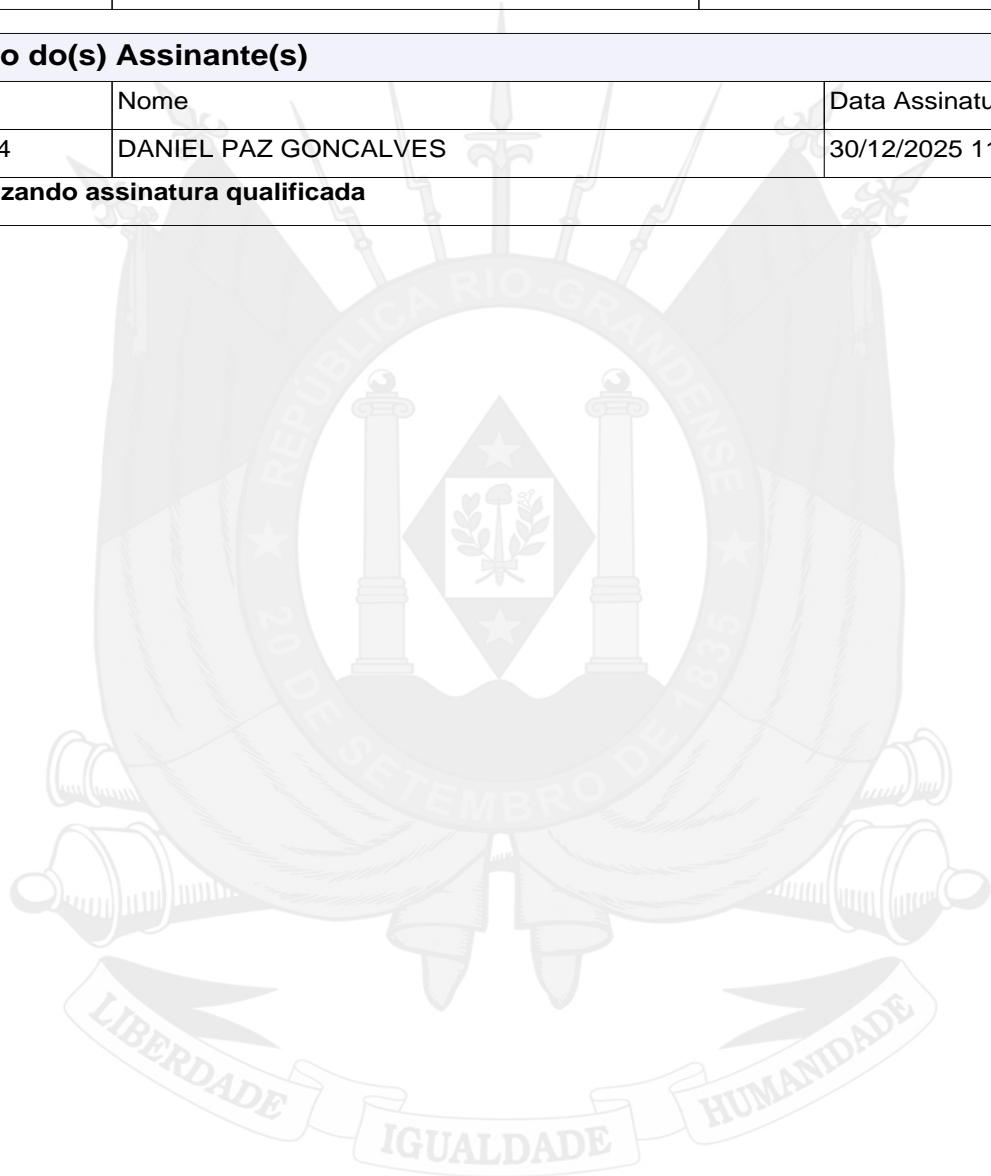 o do(s) Assinante(s)
Nome Data Assinatu
4 DANIEL PAZ GONCALVES 30/12/2025 11
zando assinatura qualificada
REPÚBLICA RIO-GRANDENSE
20 DE SETEMBRO DE 1835
LIBERDADE IGUALDADE HUMANIDADE